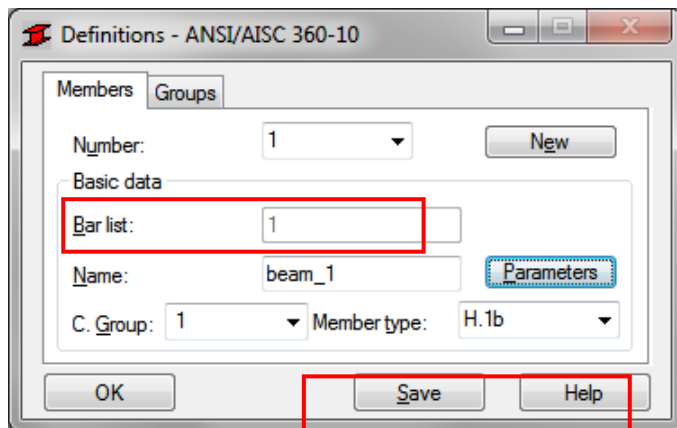 Definitions - ANSI/AISC 360-10
Members Groups
Number: 1 New
Basic data
Bar list: 1
Name: beam_1 Parameters
C. Group: 1 Member type: H.1b
OK Save Help